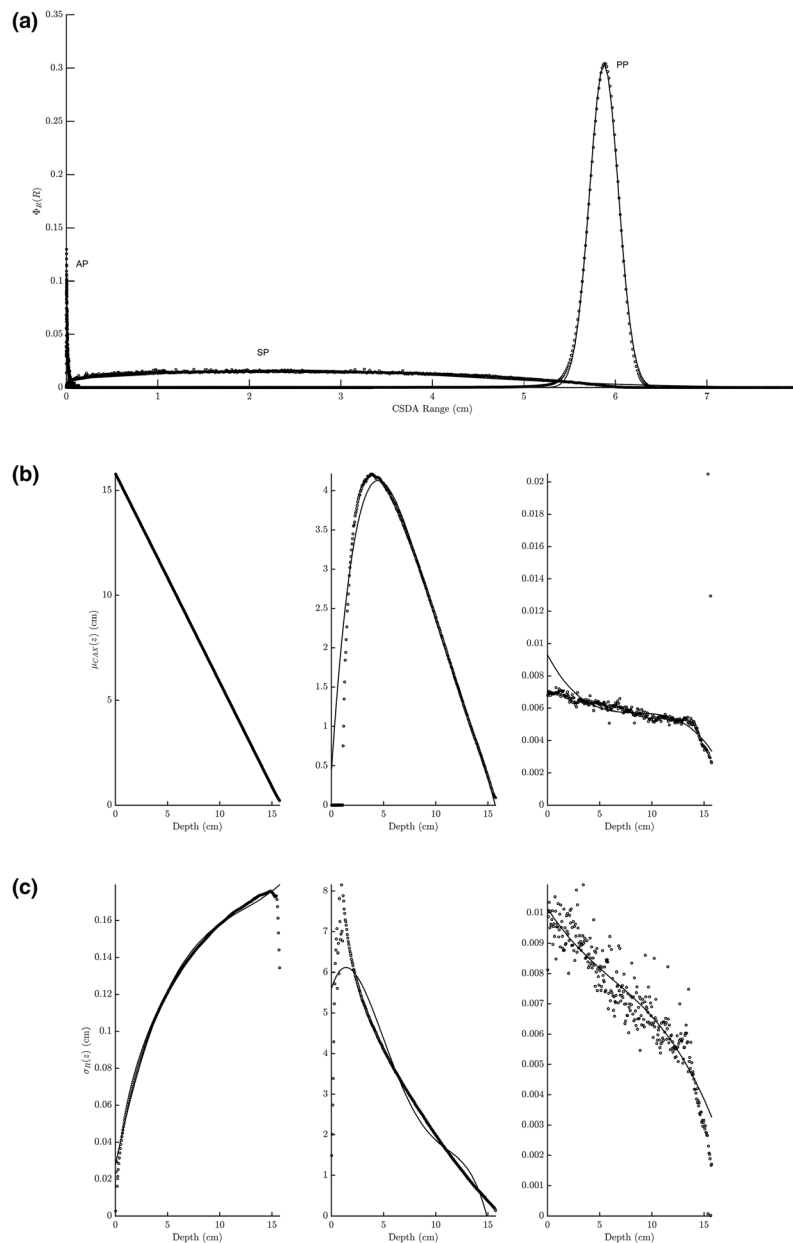 (a)
0.35
0.3
0.25
0.2
0.15
0.1
0.05
0
Φ_R(R)
AP
SP
PP
0 1 2 3 4 5 6 7
CSDA Range (cm)
(b)
15
10
5
0
μ_CAX(z) (cm)
0 5 10 15
Depth (cm)
4
3.5
3
2.5
2
1.5
1
0.5
0
0 5 10 15
Depth (cm)
0.02
0.018
0.016
0.014
0.012
0.01
0.008
0.006
0.004
0.002
0
0 5 10 15
Depth (cm)
(c)
0.16
0.14
0.12
0.1
0.08
0.06
0.04
0.02
0
σ_R(z) (cm)
0 5 10 15
Depth (cm)
8
7
6
5
4
3
2
1
0
0 5 10 15
Depth (cm)
0.01
0.009
0.008
0.007
0.006
0.005
0.004
0.003
0.002
0.001
0
0 5 10 15
Depth (cm)